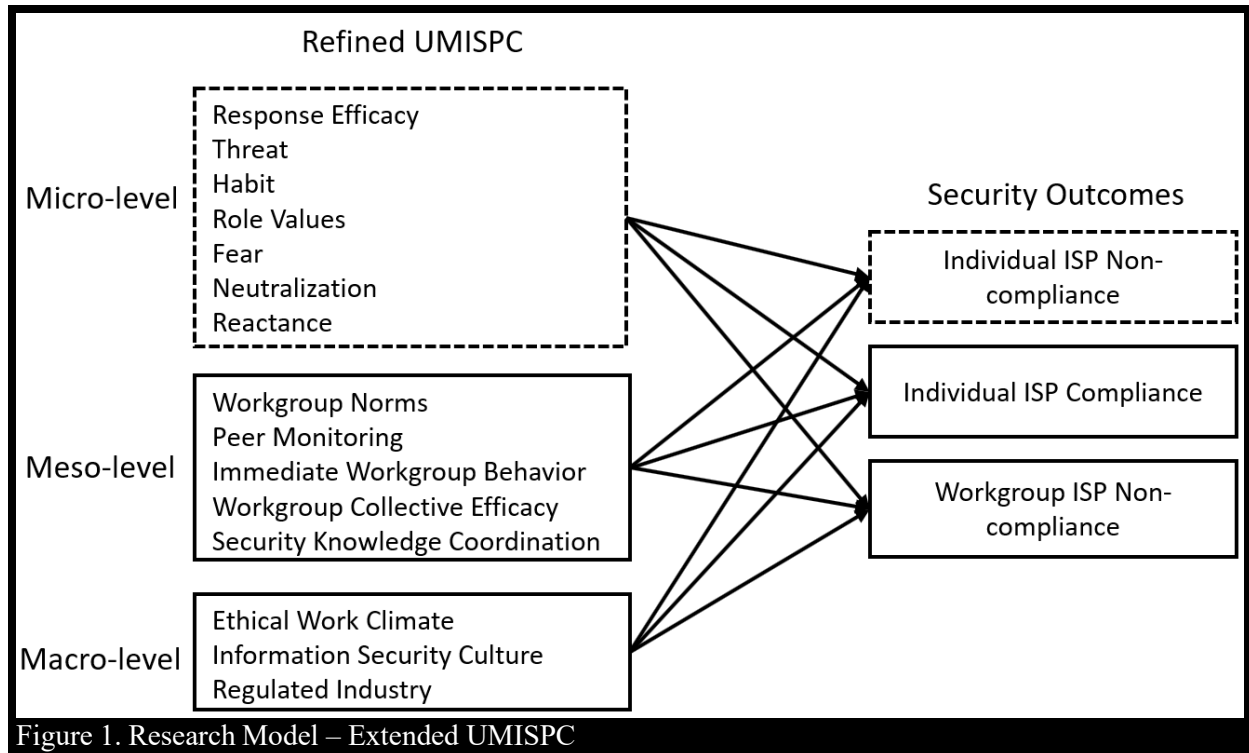 Refined UMISPC
Micro-level
Response Efficacy
Threat
Habit
Role Values
Fear
Neutralization
Reactance
Meso-level
Workgroup Norms
Peer Monitoring
Immediate Workgroup Behavior
Workgroup Collective Efficacy
Security Knowledge Coordination
Macro-level
Ethical Work Climate
Information Security Culture
Regulated Industry
Security Outcomes
Individual ISP Non-
compliance
Individual ISP Compliance
Workgroup ISP Non-
compliance
Figure 1. Research Model – Extended UMISPC